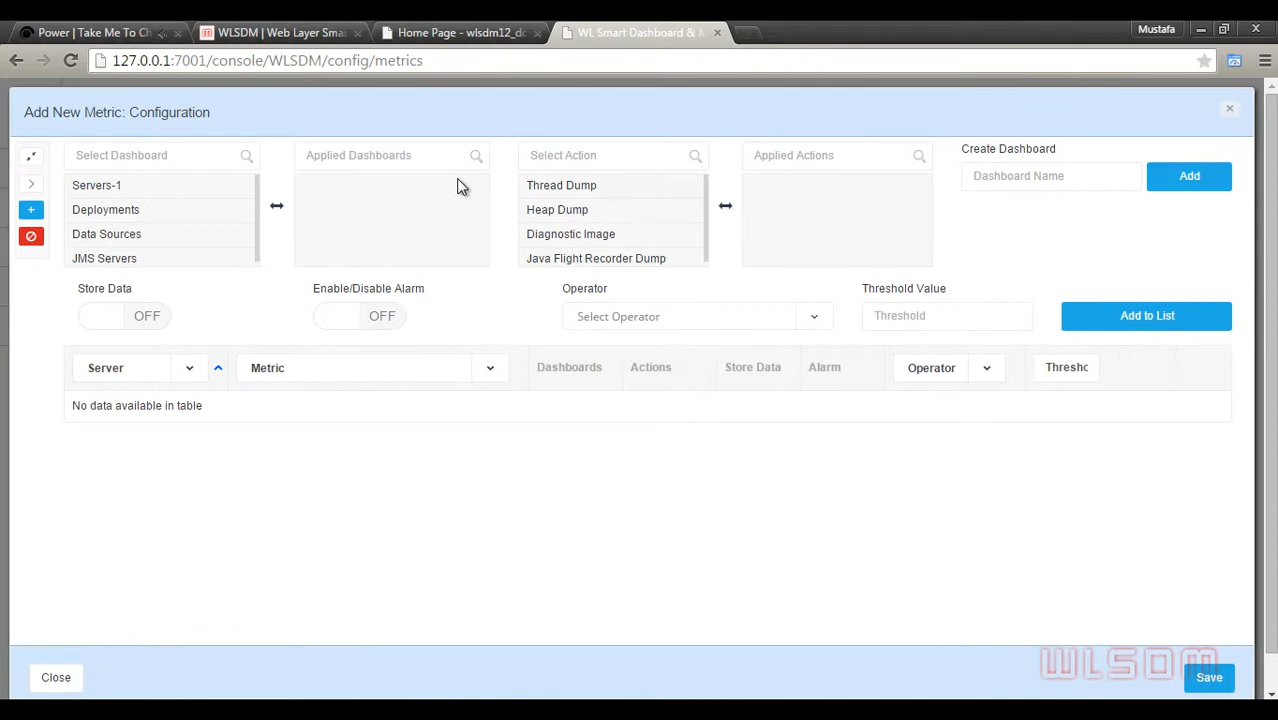 Power | Take Me To Ch
WLSDM | Web Layer Smar
Home Page - wlsdm12_do
WL Smart Dashboard & M
Mustafa
127.0.0.1:7001/console/WLSDM/config/metrics
Add New Metric: Configuration
Select Dashboard
Applied Dashboards
Select Action
Applied Actions
Create Dashboard
Dashboard Name
Add
Servers-1
Deployments
Data Sources
JMS Servers
Thread Dump
Heap Dump
Diagnostic Image
Java Flight Recorder Dump
Store Data
Enable/Disable Alarm
Operator
Threshold Value
OFF
OFF
Select Operator
Threshold
Add to List
Server
Metric
Dashboards
Actions
Store Data
Alarm
Operator
Thresho
No data available in table
WLSDM
Close
Save